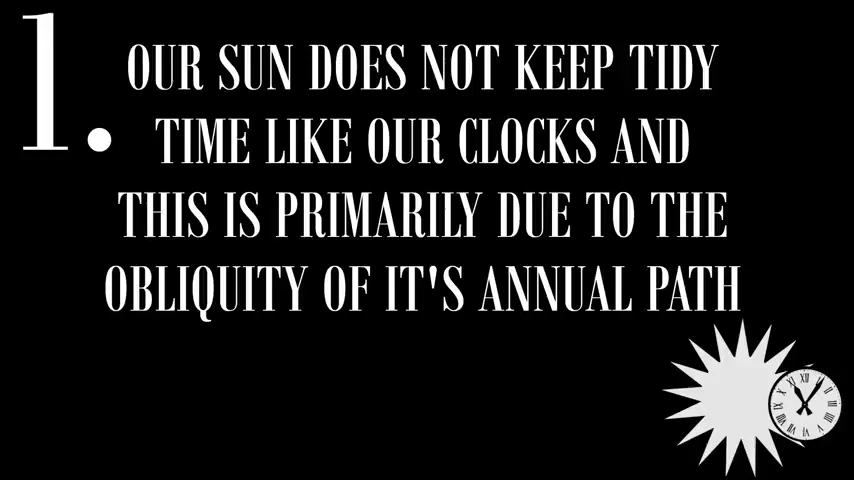 1.
OUR SUN DOES NOT KEEP TIDY
TIME LIKE OUR CLOCKS AND
THIS IS PRIMARILY DUE TO THE
OBLIQUITY OF IT'S ANNUAL PATH